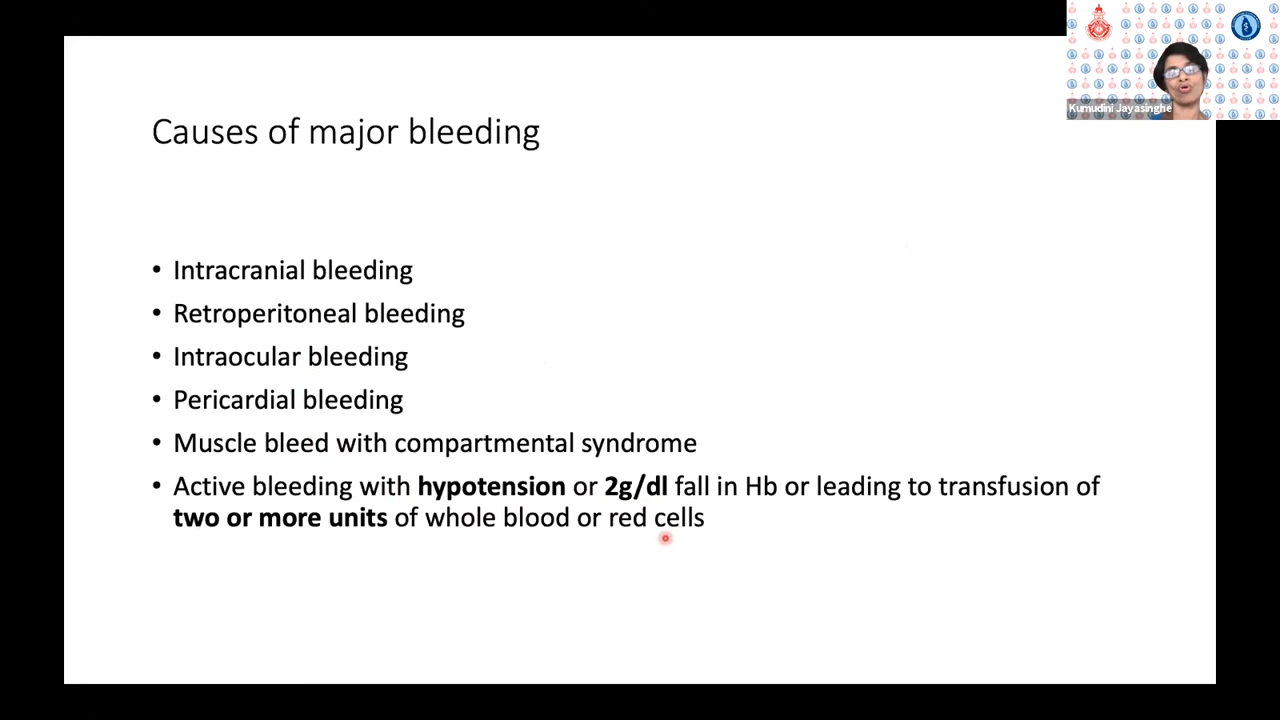 Kumudini Jayasinghe
Causes of major bleeding
• Intracranial bleeding
• Retroperitoneal bleeding
• Intraocular bleeding
• Pericardial bleeding
• Muscle bleed with compartmental syndrome
• Active bleeding with hypotension or 2g/dl fall in Hb or leading to transfusion of
two or more units of whole blood or red cells